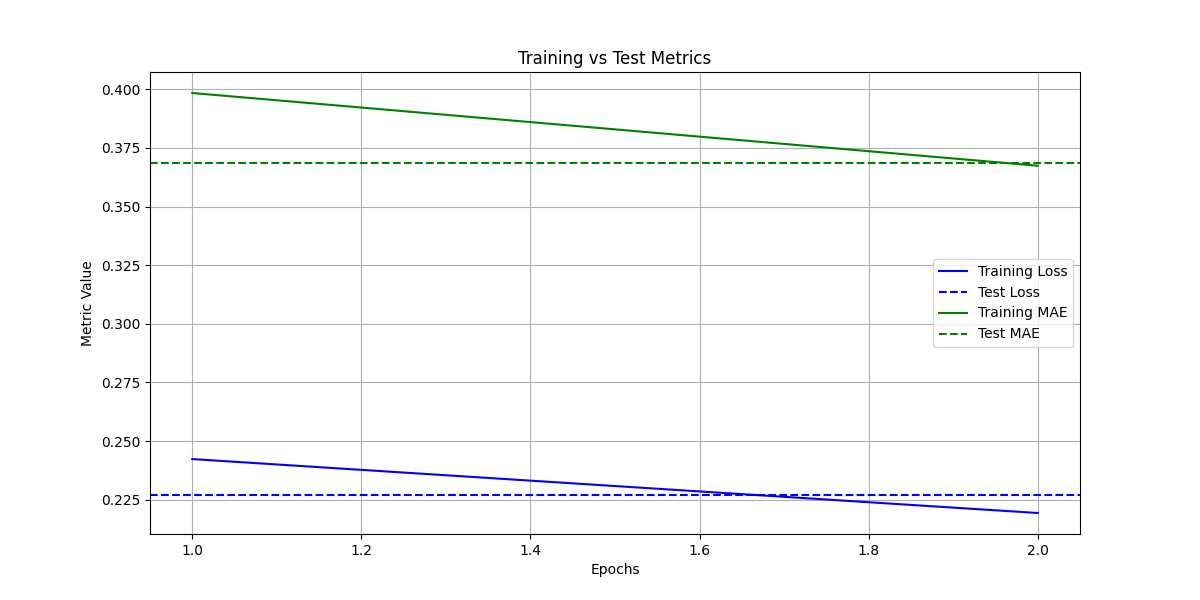 Training vs Test Metrics
0.400
0.375
0.350
0.325
0.300
0.275
0.250
0.225
Metric Value
Training Loss
Test Loss
Training MAE
Test MAE
1.0 1.2 1.4 1.6 1.8 2.0
Epochs